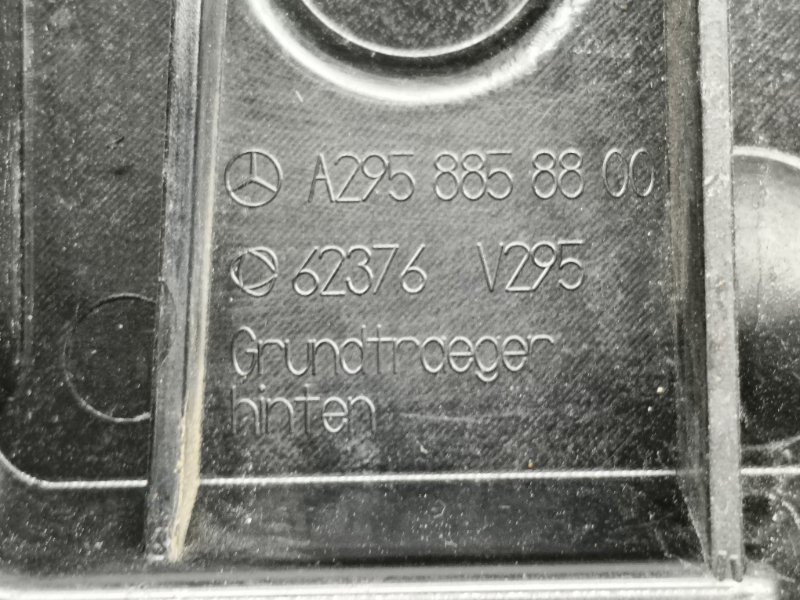 A295 885 88 00
62376 V295
Grundtraeger
hinten